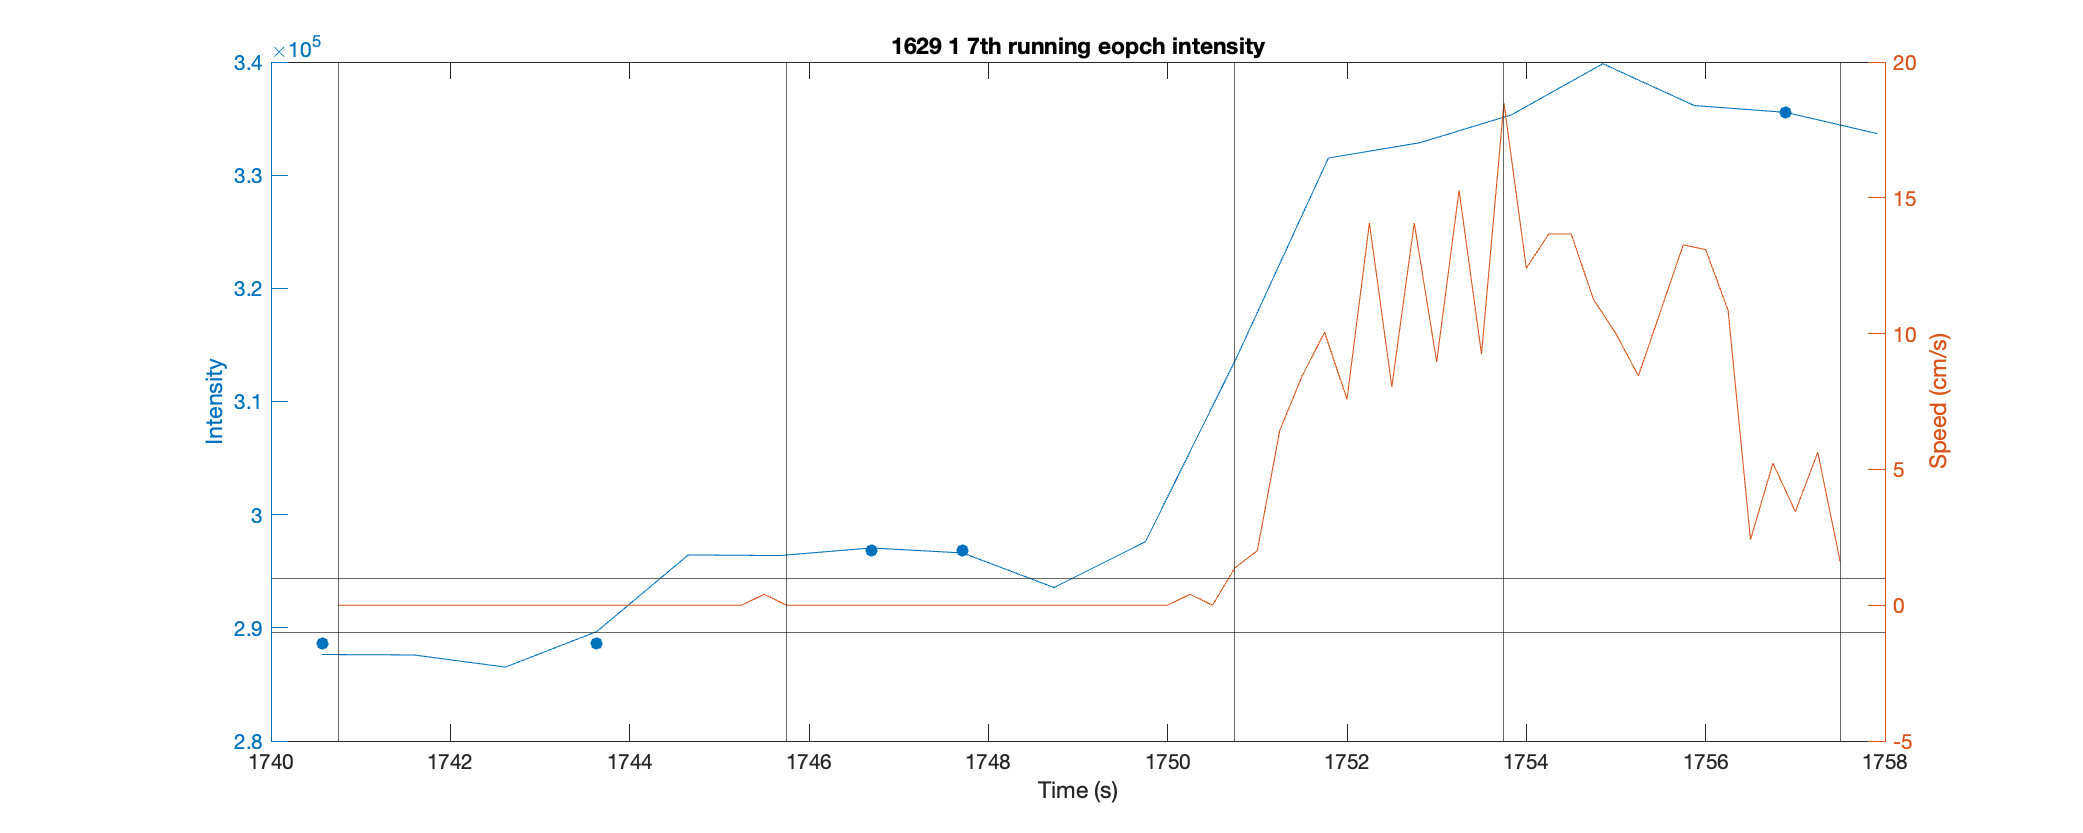 1629 1 7th running eopch intensity
×10^5
3.4
3.3
3.2
3.1
3
2.9
2.8
Intensity
20
15
10
5
0
-5
Speed (cm/s)
1740 1742 1744 1746 1748 1750 1752 1754 1756 1758
Time (s)